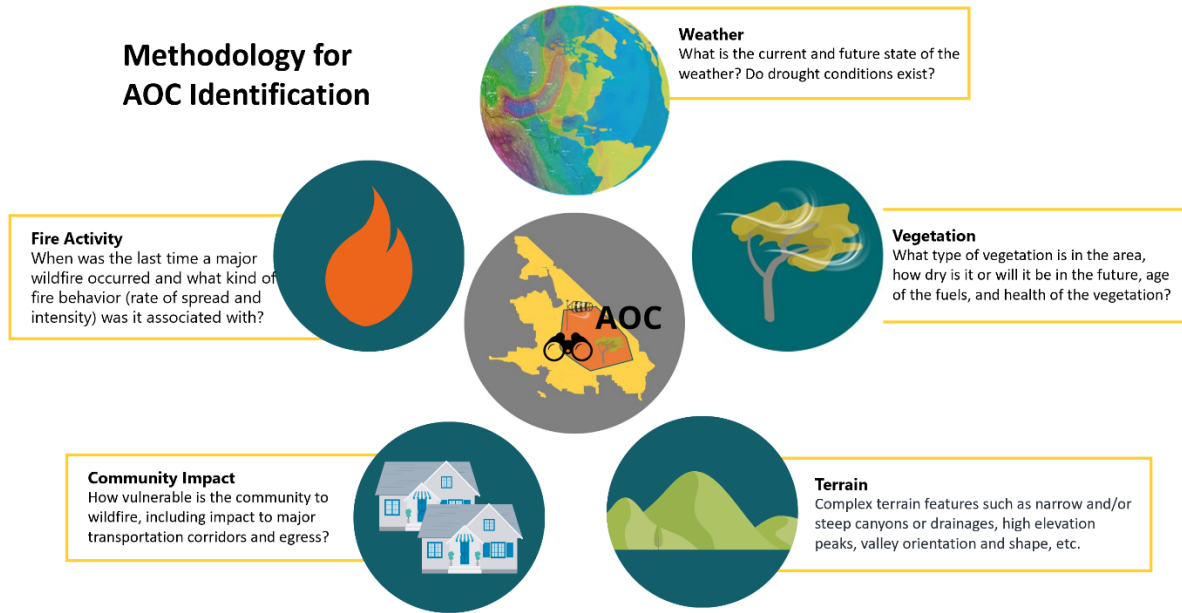 Methodology for
AOC Identification
Weather
What is the current and future state of the
weather? Do drought conditions exist?
Fire Activity
When was the last time a major
wildfire occurred and what kind of
fire behavior (rate of spread and
intensity) was it associated with?
AOC
Vegetation
What type of vegetation is in the area,
how dry is it or will it be in the future, age
of the fuels, and health of the vegetation?
Community Impact
How vulnerable is the community to
wildfire, including impact to major
transportation corridors and egress?
Terrain
Complex terrain features such as narrow and/or
steep canyons or drainages, high elevation
peaks, valley orientation and shape, etc.